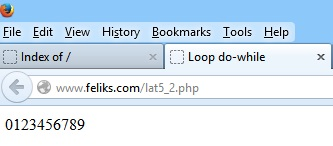 File Edit View History Bookmarks Tools Help
Index of / × Loop do-while ×
www.feliks.com/lat5_2.php
0123456789